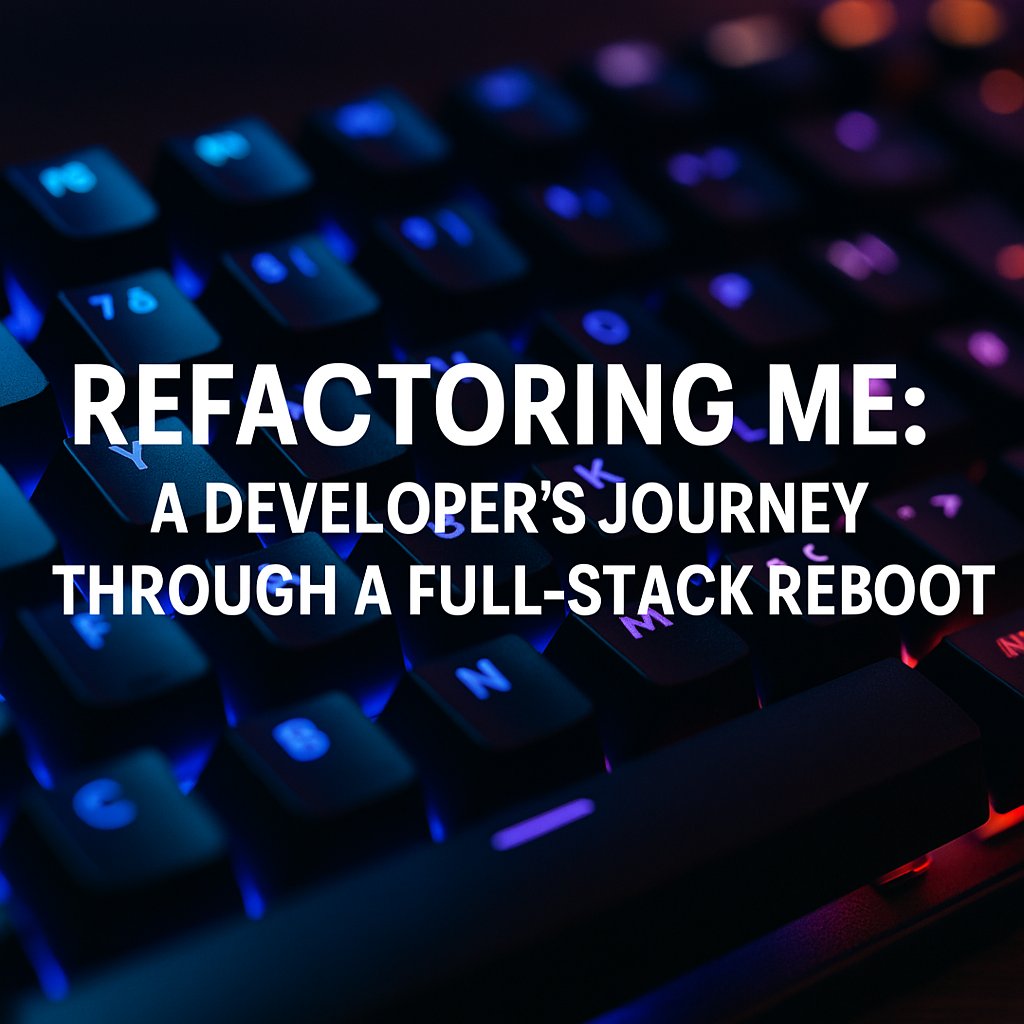 REFACTORING ME:
A DEVELOPER’S JOURNEY
THROUGH A FULL-STACK REBOOT
Y
K
M
N
B